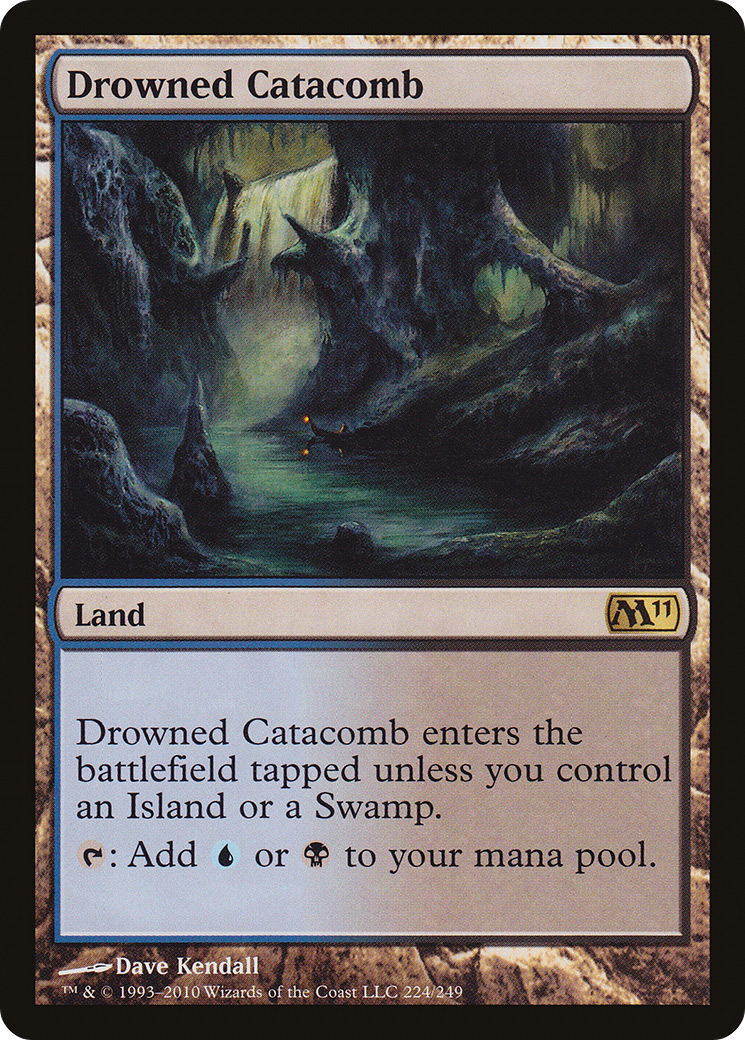 Drowned Catacomb
Land
M11
Drowned Catacomb enters the
battlefield tapped unless you control
an Island or a Swamp.
: Add or to your mana pool.
Dave Kendall
™ & © 1993–2010 Wizards of the Coast LLC 224/249